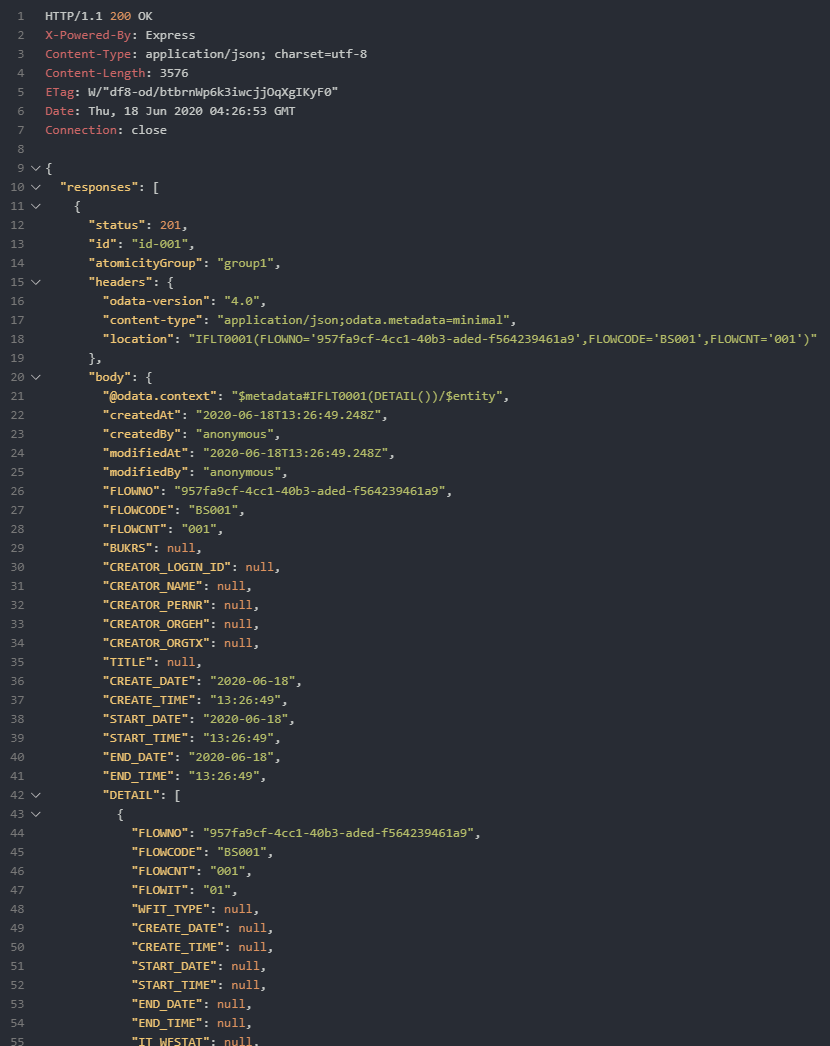 1 HTTP/1.1 200 OK
2 X-Powered-By: Express
3 Content-Type: application/json; charset=utf-8
4 Content-Length: 3576
5 ETag: W/"df8-od/btbrnWp6k3iwcjjOqXgIKyF0"
6 Date: Thu, 18 Jun 2020 04:26:53 GMT
7 Connection: close
8
9 {
10 "responses": [
11 {
12 "status": 201,
13 "id": "id-001",
14 "atomicityGroup": "group1",
15 "headers": {
16 "odata-version": "4.0",
17 "content-type": "application/json;odata.metadata=minimal",
18 "location": "IFLT0001(FLOWNO='957fa9cf-4cc1-40b3-aded-f564239461a9',FLOWCODE='BS001',FLOWCNT='001')"
19 },
20 "body": {
21 "@odata.context": "$metadata#IFLT0001(DETAIL())/$entity",
22 "createdAt": "2020-06-18T13:26:49.248Z",
23 "createdBy": "anonymous",
24 "modifiedAt": "2020-06-18T13:26:49.248Z",
25 "modifiedBy": "anonymous",
26 "FLOWNO": "957fa9cf-4cc1-40b3-aded-f564239461a9",
27 "FLOWCODE": "BS001",
28 "FLOWCNT": "001",
29 "BUKRS": null,
30 "CREATOR_LOGIN_ID": null,
31 "CREATOR_NAME": null,
32 "CREATOR_PERNR": null,
33 "CREATOR_ORGEH": null,
34 "CREATOR_ORGTX": null,
35 "TITLE": null,
36 "CREATE_DATE": "2020-06-18",
37 "CREATE_TIME": "13:26:49",
38 "START_DATE": "2020-06-18",
39 "START_TIME": "13:26:49",
40 "END_DATE": "2020-06-18",
41 "END_TIME": "13:26:49",
42 "DETAIL": [
43 {
44 "FLOWNO": "957fa9cf-4cc1-40b3-aded-f564239461a9",
45 "FLOWCODE": "BS001",
46 "FLOWCNT": "001",
47 "FLOWIT": "01",
48 "WFIT_TYPE": null,
49 "CREATE_DATE": null,
50 "CREATE_TIME": null,
51 "START_DATE": null,
52 "START_TIME": null,
53 "END_DATE": null,
54 "END_TIME": null,
55 "IT_WFSTAT": null,